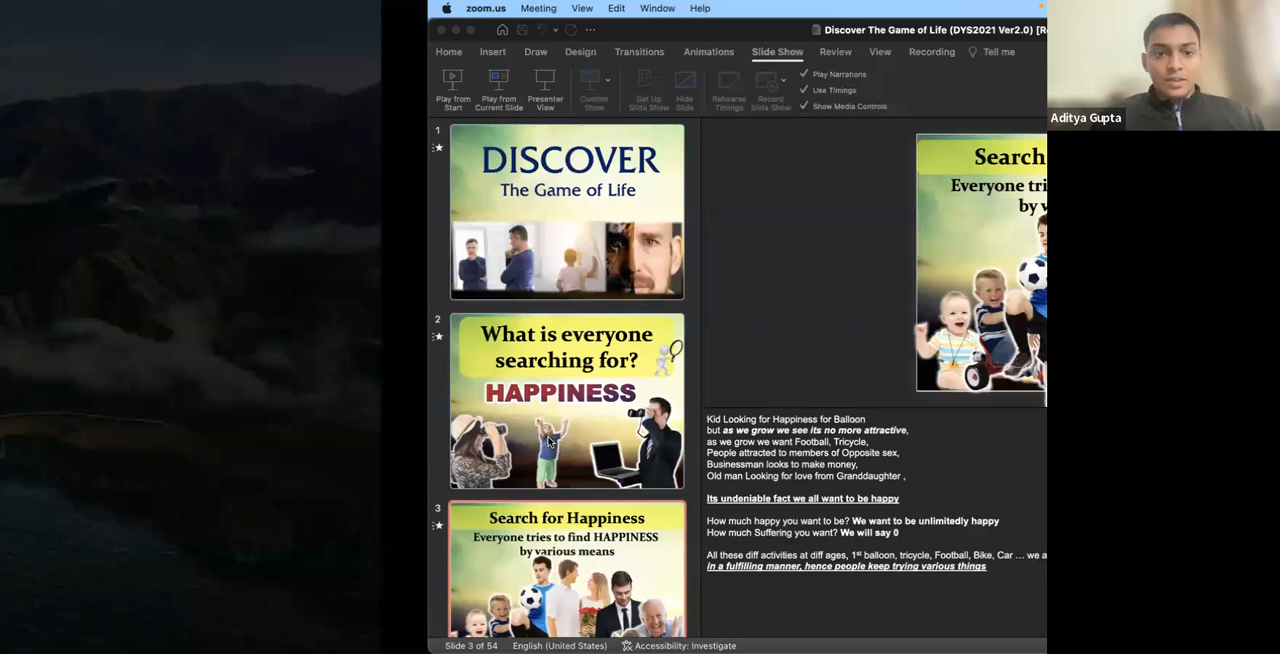 zoom.us Meeting View Edit Window Help
Discover The Game of Life (DYS2021 Ver2.0) [R
Home Insert Draw Design Transitions Animations Slide Show Review View Recording Tell me
Play from Start
Play from Current Slide
Presenter View
Custom Show
Set Up Slide Show
Hide Slide
Rehearse Timings
Record Slide Show
Play Narrations
Use Timings
Show Media Controls
Aditya Gupta
1
DISCOVER
The Game of Life
2
What is everyone
searching for?
HAPPINESS
3
Search for Happiness
Everyone tries to find HAPPINESS
by various means
Search
Everyone tri
by v
Kid Looking for Happiness for Balloon
but as we grow we see its no more attractive,
as we grow we want Football, Tricycle,
People attracted to members of Opposite sex,
Businessman looks to make money,
Old man Looking for love from Granddaughter ,
Its undeniable fact we all want to be happy
How much happy you want to be? We want to be unlimitedly happy
How much Suffering you want? We will say 0
All these diff activities at diff ages, 1st balloon, tricycle, Football, Bike, Car ... we a
in a fulfilling manner, hence people keep trying various things
Slide 3 of 54 English (United States) Accessibility: Investigate